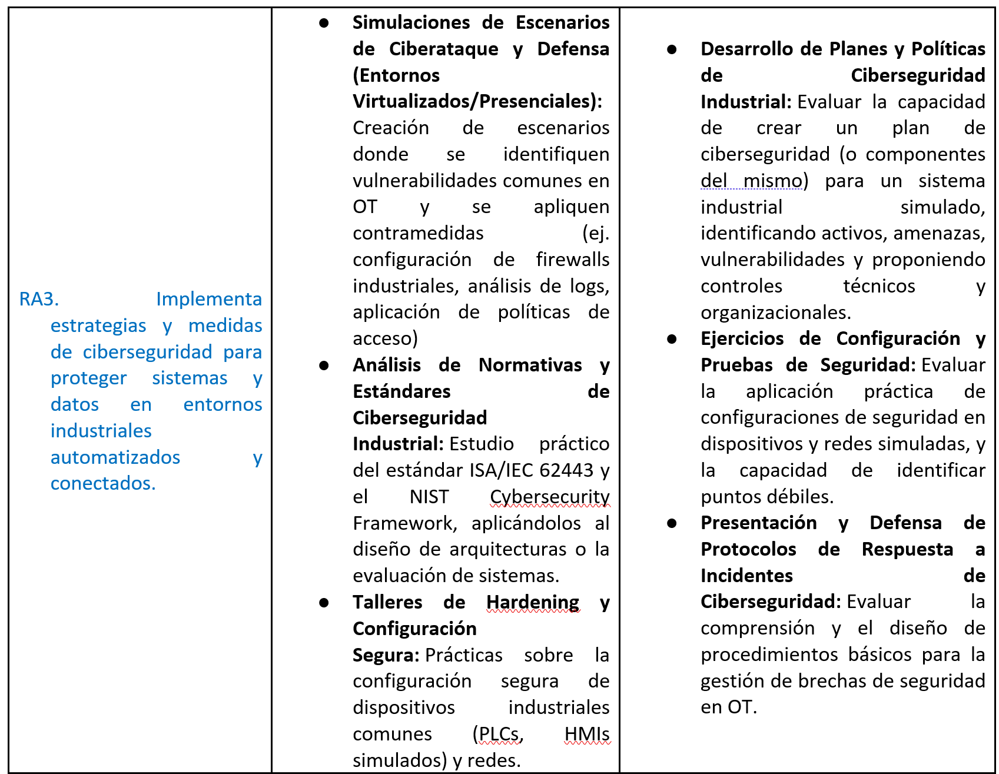 RA3. Implementa
estrategias y medidas
de ciberseguridad para
proteger sistemas y
datos en entornos
industriales
automatizados y
conectados.
● Simulaciones de Escenarios
de Ciberataque y Defensa
(Entornos
Virtualizados/Presenciales):
Creación de escenarios
donde se identifiquen
vulnerabilidades comunes en
OT y se apliquen
contramedidas (ej.
configuración de firewalls
industriales, análisis de logs,
aplicación de políticas de
acceso)
● Análisis de Normativas y
Estándares de
Ciberseguridad
Industrial: Estudio práctico
del estándar ISA/IEC 62443 y
el NIST Cybersecurity
Framework, aplicándolos al
diseño de arquitecturas o la
evaluación de sistemas.
● Talleres de Hardening y
Configuración
Segura: Prácticas sobre la
configuración segura de
dispositivos industriales
comunes (PLCs, HMIs
simulados) y redes.
● Desarrollo de Planes y Políticas
de Ciberseguridad
Industrial: Evaluar la capacidad
de crear un plan de
ciberseguridad (o componentes
del mismo) para un sistema
industrial simulado,
identificando activos, amenazas,
vulnerabilidades y proponiendo
controles técnicos y
organizacionales.
● Ejercicios de Configuración y
Pruebas de Seguridad: Evaluar
la aplicación práctica de
configuraciones de seguridad en
dispositivos y redes simuladas, y
la capacidad de identificar
puntos débiles.
● Presentación y Defensa de
Protocolos de Respuesta a
Incidentes de
Ciberseguridad: Evaluar la
comprensión y el diseño de
procedimientos básicos para la
gestión de brechas de seguridad
en OT.